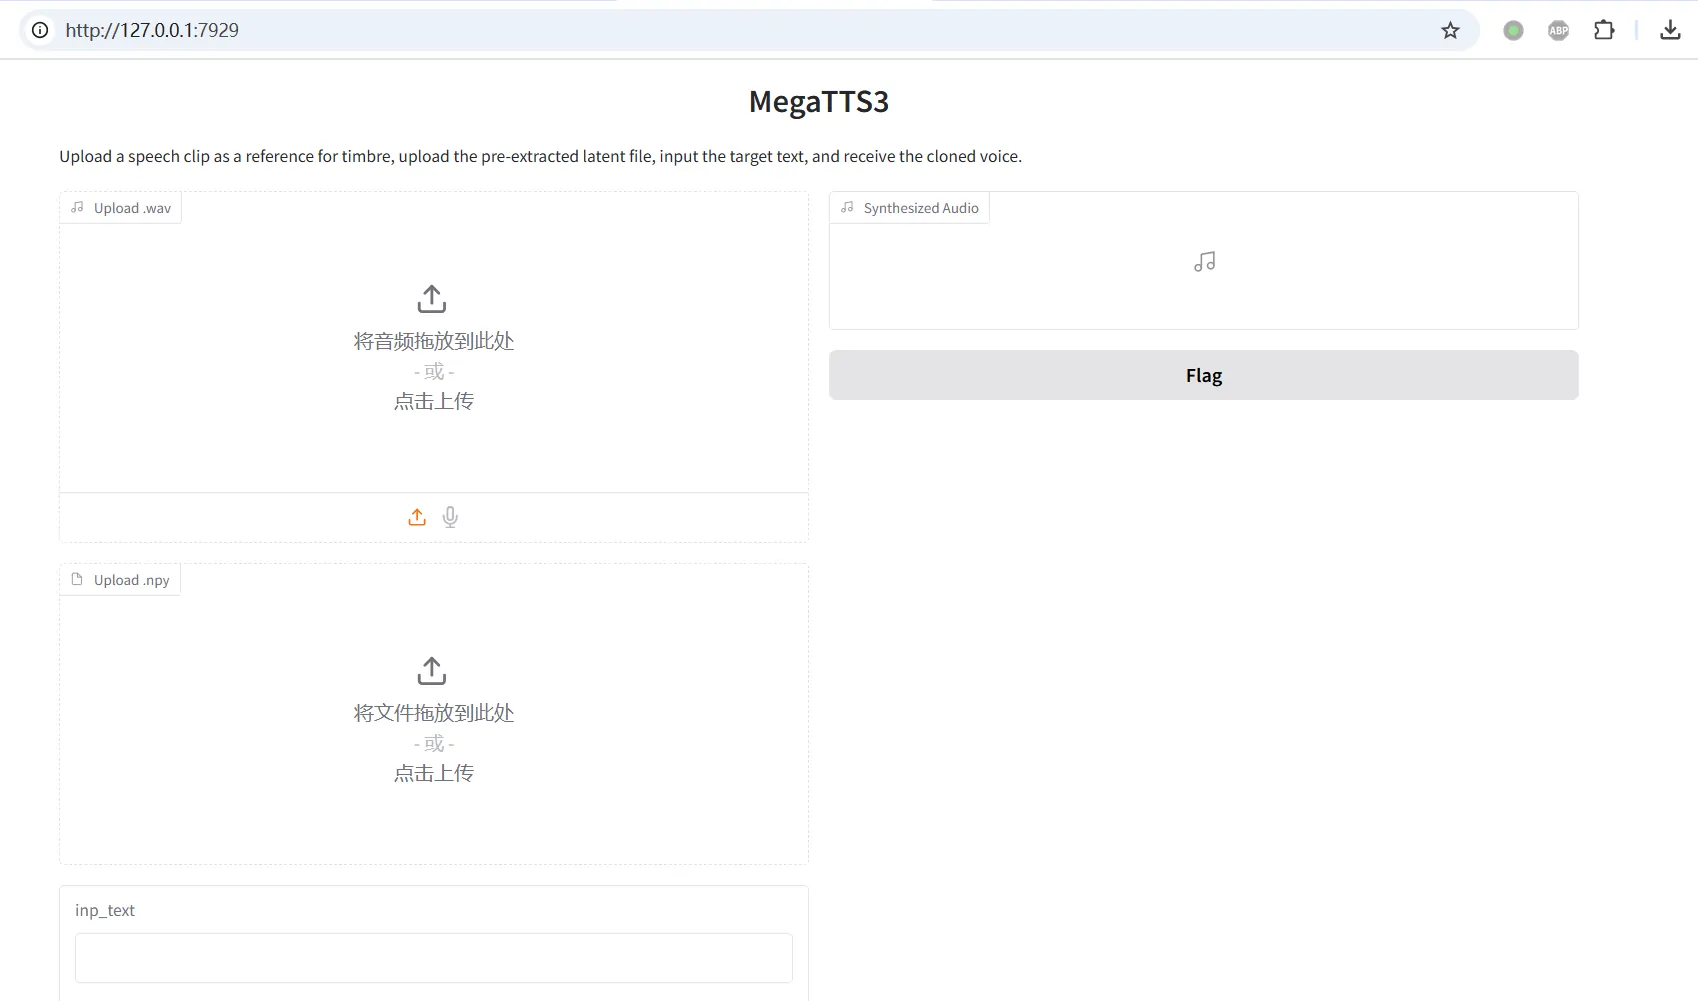 http://127.0.0.1:7929
ABP
MegaTTS3
Upload a speech clip as a reference for timbre, upload the pre-extracted latent file, input the target text, and receive the cloned voice.
Upload .wav
将音频拖放到此处
- 或 -
点击上传
Upload .npy
将文件拖放到此处
- 或 -
点击上传
inp_text
Synthesized Audio
Flag